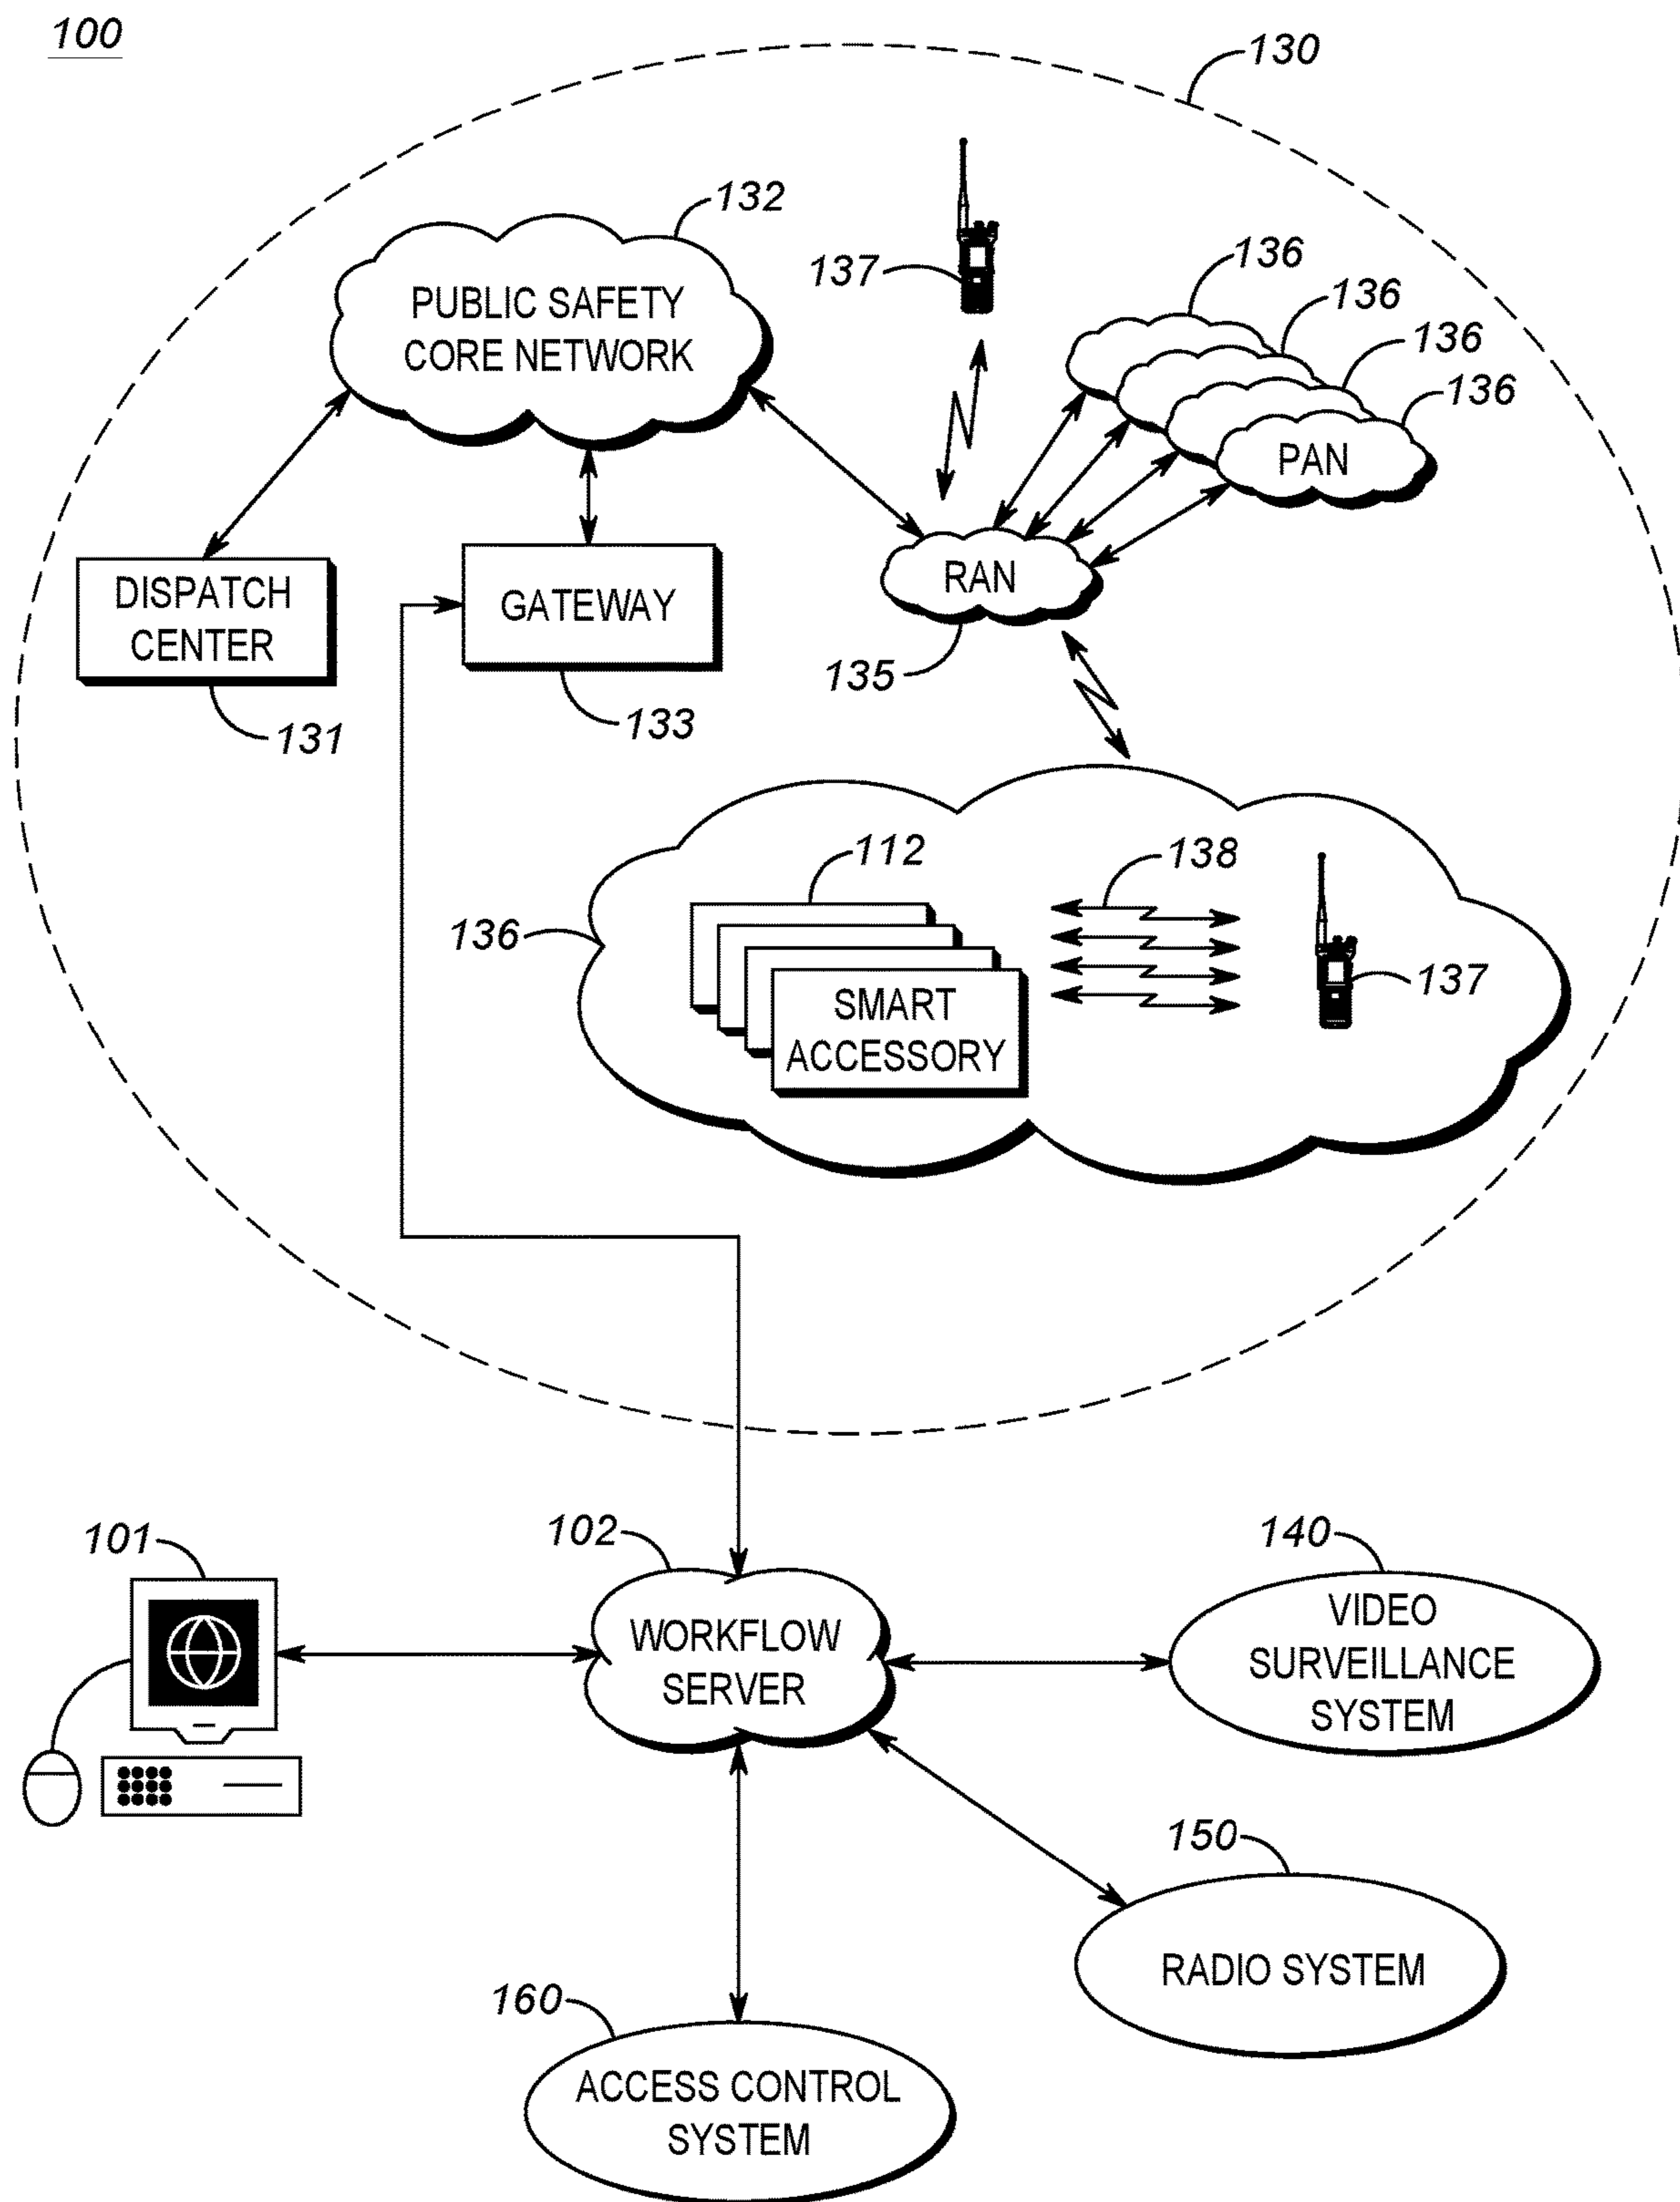 100
130
132
PUBLIC SAFETY
CORE NETWORK
137
136
136
136
136
PAN
DISPATCH
CENTER
GATEWAY
RAN
135
131
133
112
138
136
137
SMART
ACCESSORY
101
102
140
WORKFLOW
SERVER
VIDEO
SURVEILLANCE
SYSTEM
150
RADIO SYSTEM
160
ACCESS CONTROL
SYSTEM